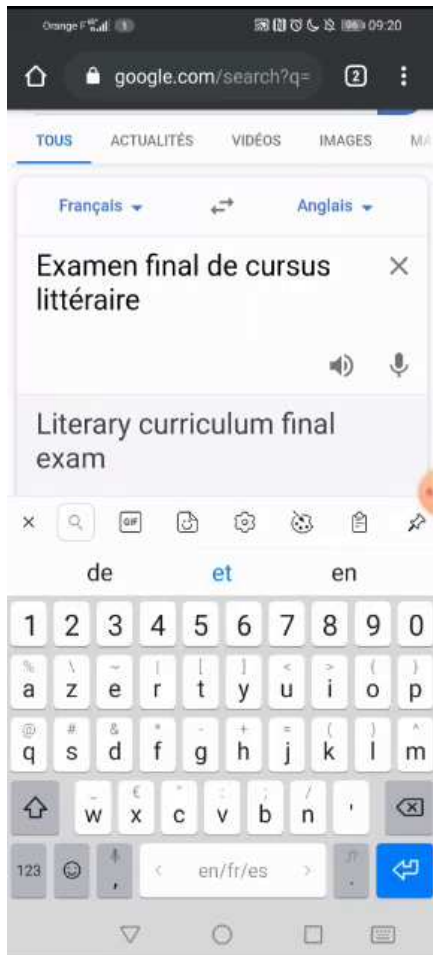 Orange F 96% 09:20
google.com/search?q= 2
TOUS ACTUALITÉS VIDÉOS IMAGES
Français Anglais
Examen final de cursus
littéraire
Literary curriculum final
exam
GIF
de et en
1 2 3 4 5 6 7 8 9 0
% \ ~ | [ ] < > { }
a z e r t y u i o p
@ # & * - + = ( ) ^
q s d f g h j k l m
_ € " : ; /
w x c v b n '
123 , < en/fr/es > .